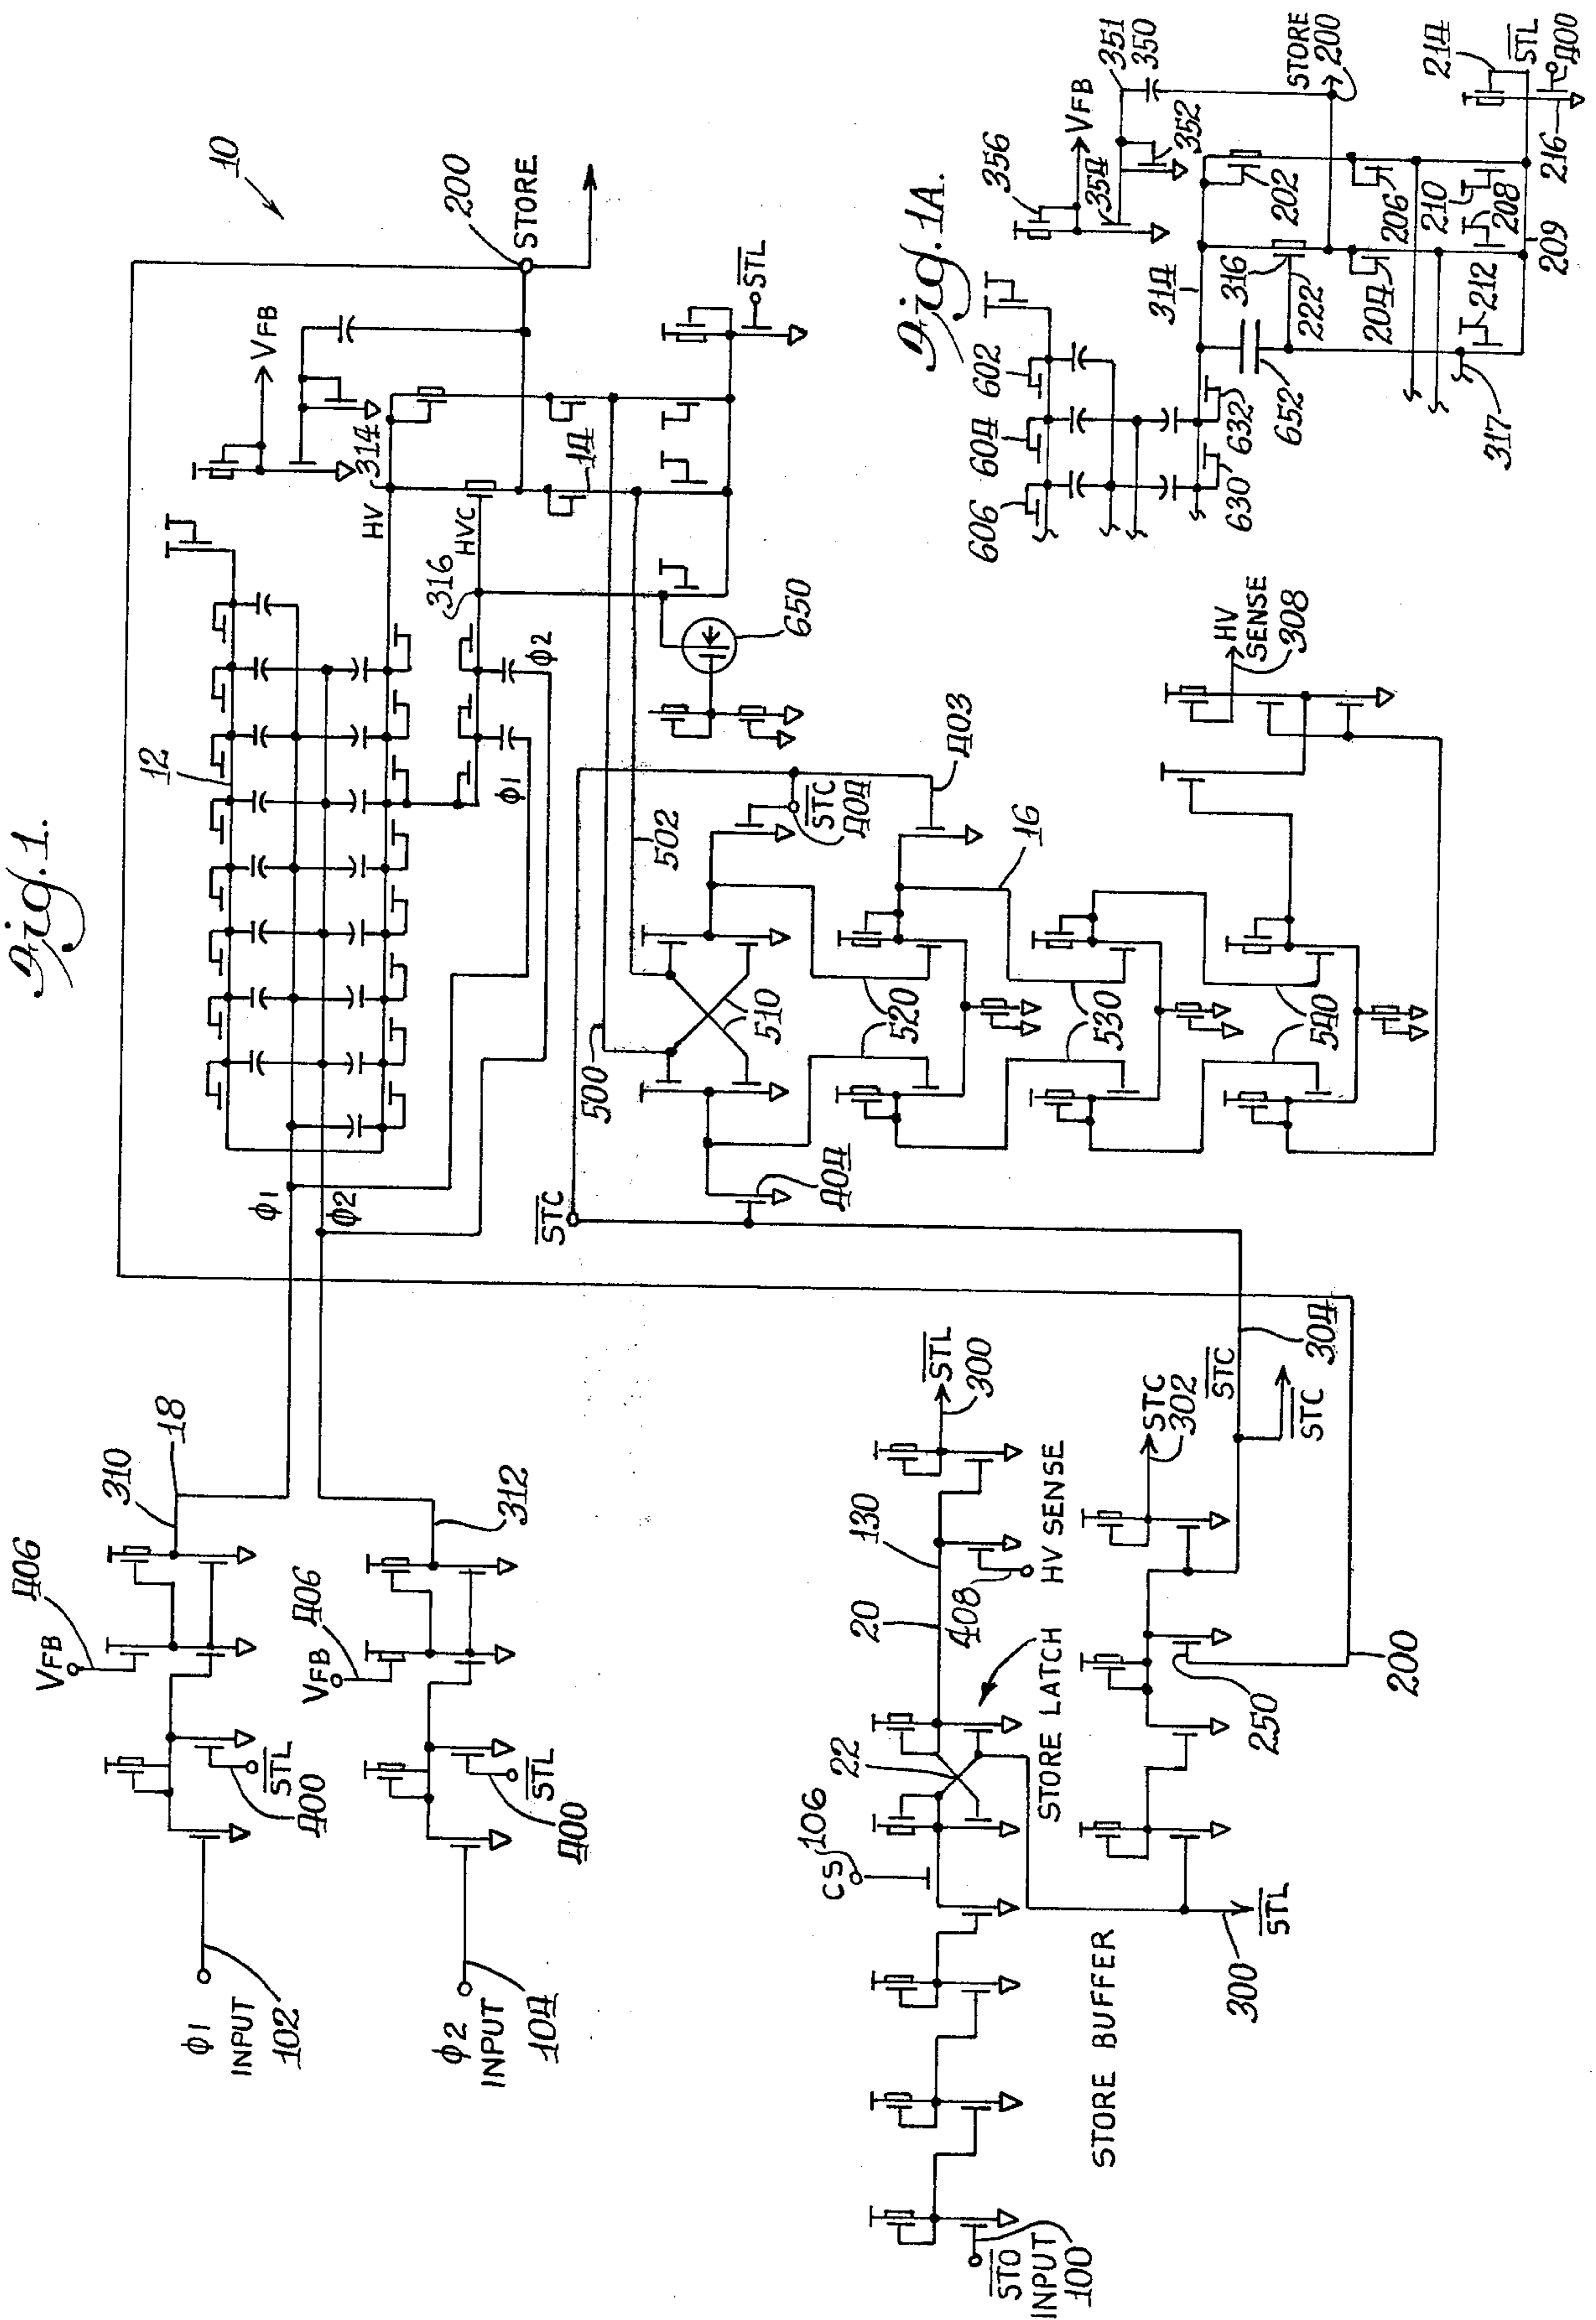 Fig. 1.
10
12
VFB
STORE
200
HV
314
14
HVC
316
STL
650
Φ1
Φ2
Φ1
Φ2
18
310
312
VFB
406
VFB
406
STL
400
STL
400
Φ1
INPUT
102
Φ2
INPUT
104
STC
500
502
510
STC
404
403
404
520
16
530
540
HV
SENSE
308
STL
300
130
20
408
HV SENSE
22
STORE LATCH
CS
106
STC
302
STC
304
STC
250
200
STORE BUFFER
300
STL
STO
INPUT
100
Fig. 1A.
356
VFB
351
350
354
352
STORE
200
602
604
606
314
202
316
222
206
204
210
208
212
209
214
STL
400
216
630
632
652
317